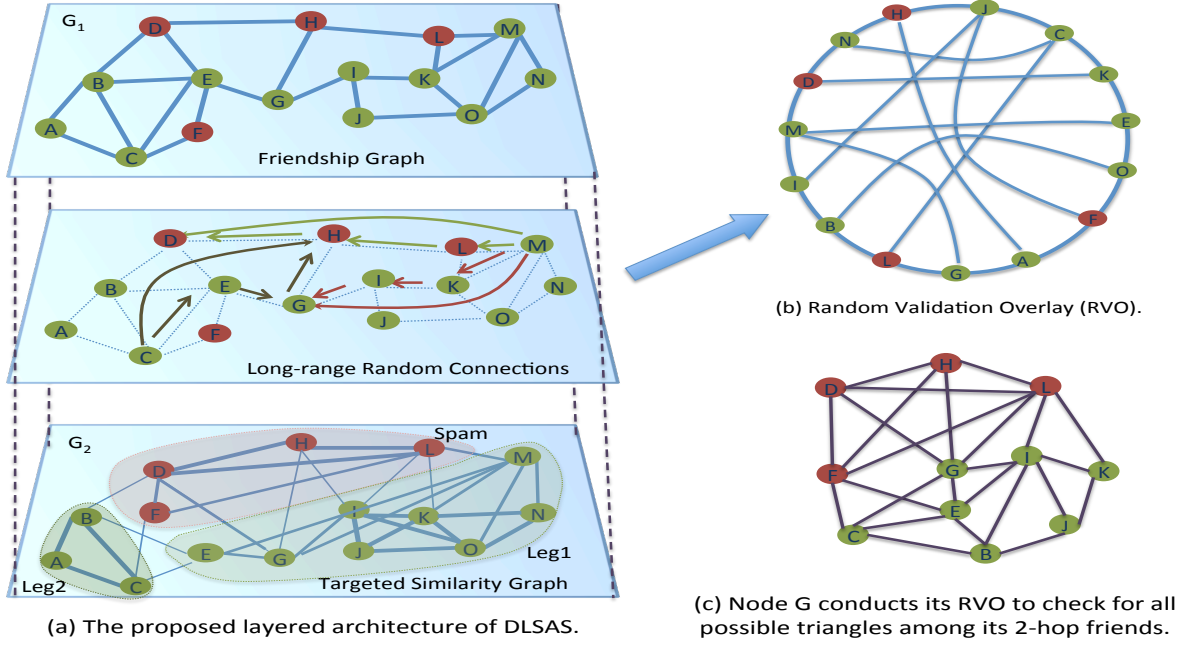 G1
D
H
L
M
B
E
I
K
N
G
A
J
O
F
C
Friendship Graph
D
H
L
M
B
E
I
K
N
G
A
F
J
O
C
Long-range Random Connections
G2
Spam
H
L
D
M
F
B
I
K
N
E
G
J
O
A
C
Leg1
Leg2
Targeted Similarity Graph
(a) The proposed layered architecture of DLSAS.
H
J
C
N
K
D
E
M
O
I
F
B
L
A
G
(b) Random Validation Overlay (RVO).
H
D
L
I
G
K
F
E
J
C
B
(c) Node G conducts its RVO to check for all
possible triangles among its 2-hop friends.